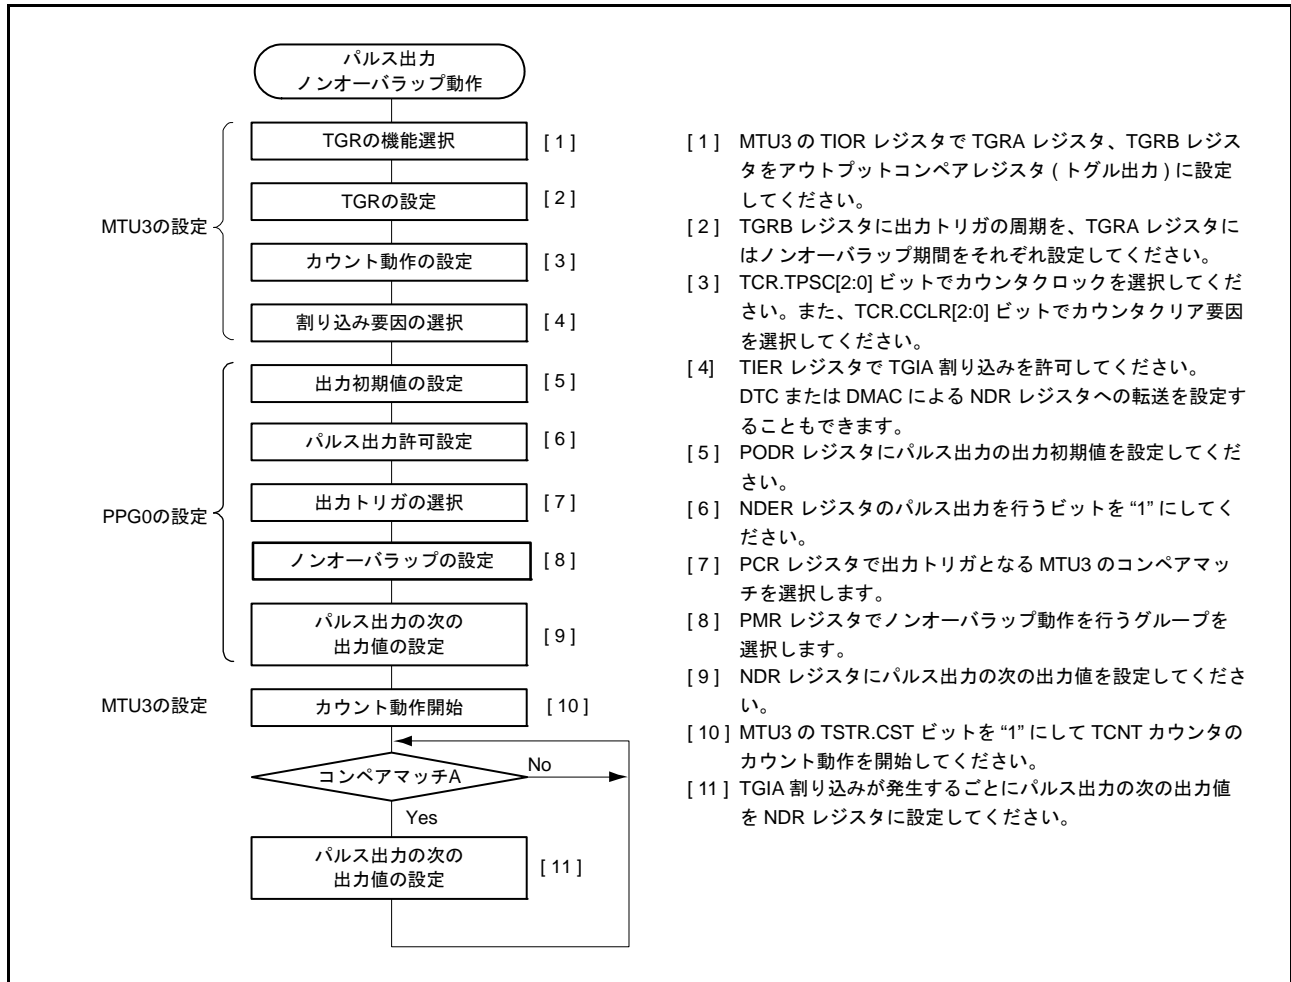 パルス出力
ノンオーバラップ動作
MTU3の設定
TGRの機能選択 [ 1 ]
TGRの設定 [ 2 ]
カウント動作の設定 [ 3 ]
割り込み要因の選択 [ 4 ]
PPG0の設定
出力初期値の設定 [ 5 ]
パルス出力許可設定 [ 6 ]
出力トリガの選択 [ 7 ]
ノンオーバラップの設定 [ 8 ]
パルス出力の次の
出力値の設定 [ 9 ]
MTU3の設定
カウント動作開始 [ 10 ]
コンペアマッチA
No
Yes
パルス出力の次の
出力値の設定 [ 11 ]
[ 1 ] MTU3 の TIOR レジスタで TGRA レジスタ、TGRB レジス
タをアウトプットコンペアレジスタ ( トグル出力 ) に設定
してください。
[ 2 ] TGRB レジスタに出力トリガの周期を、TGRA レジスタに
はノンオーバラップ期間をそれぞれ設定してください。
[ 3 ] TCR.TPSC[2:0] ビットでカウンタクロックを選択してくだ
さい。また、TCR.CCLR[2:0] ビットでカウンタクリア要因
を選択してください。
[ 4] TIER レジスタで TGIA 割り込みを許可してください。
DTC または DMAC による NDR レジスタへの転送を設定す
ることもできます。
[ 5 ] PODR レジスタにパルス出力の出力初期値を設定してくだ
さい。
[ 6 ] NDER レジスタのパルス出力を行うビットを “1” にしてく
ださい。
[ 7 ] PCR レジスタで出力トリガとなる MTU3 のコンペアマッ
チを選択します。
[ 8 ] PMR レジスタでノンオーバラップ動作を行うグループを
選択します。
[ 9 ] NDR レジスタにパルス出力の次の出力値を設定してくださ
い。
[ 10 ] MTU3 の TSTR.CST ビットを “1” にして TCNT カウンタの
カウント動作を開始してください。
[ 11 ] TGIA 割り込みが発生するごとにパルス出力の次の出力値
を NDR レジスタに設定してください。